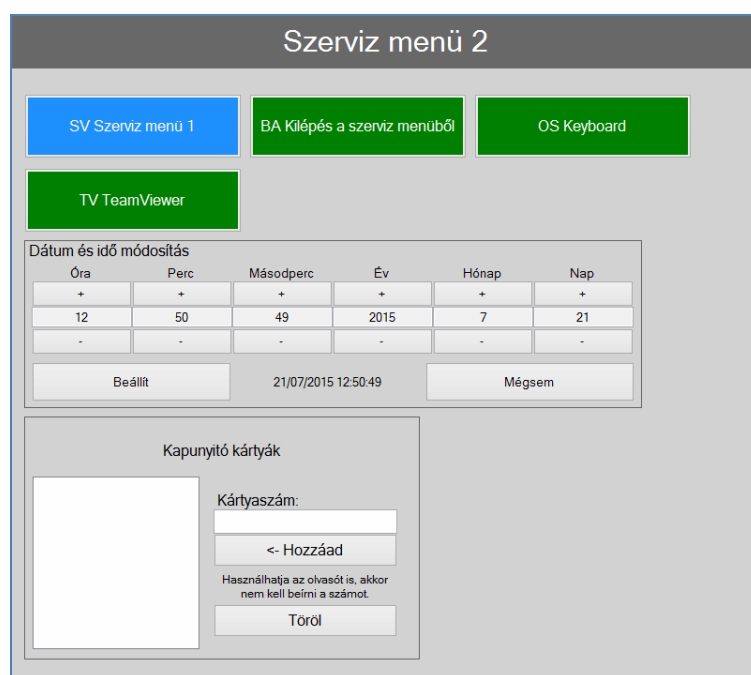 Szerviz menü 2
SV Szerviz menü 1
BA Kilépés a szerviz menüből
OS Keyboard
TV TeamViewer
Dátum és idő módosítás
Óra Perc Másodperc Év Hónap Nap
+ + + + + +
12 50 49 2015 7 21
- - - - - -
Beállít 21/07/2015 12:50:49 Mégsem
Kapunyitó kártyák
Kártyaszám:
<- Hozzáad
Használhatja az olvasót is, akkor
nem kell beírni a számot.
Töröl